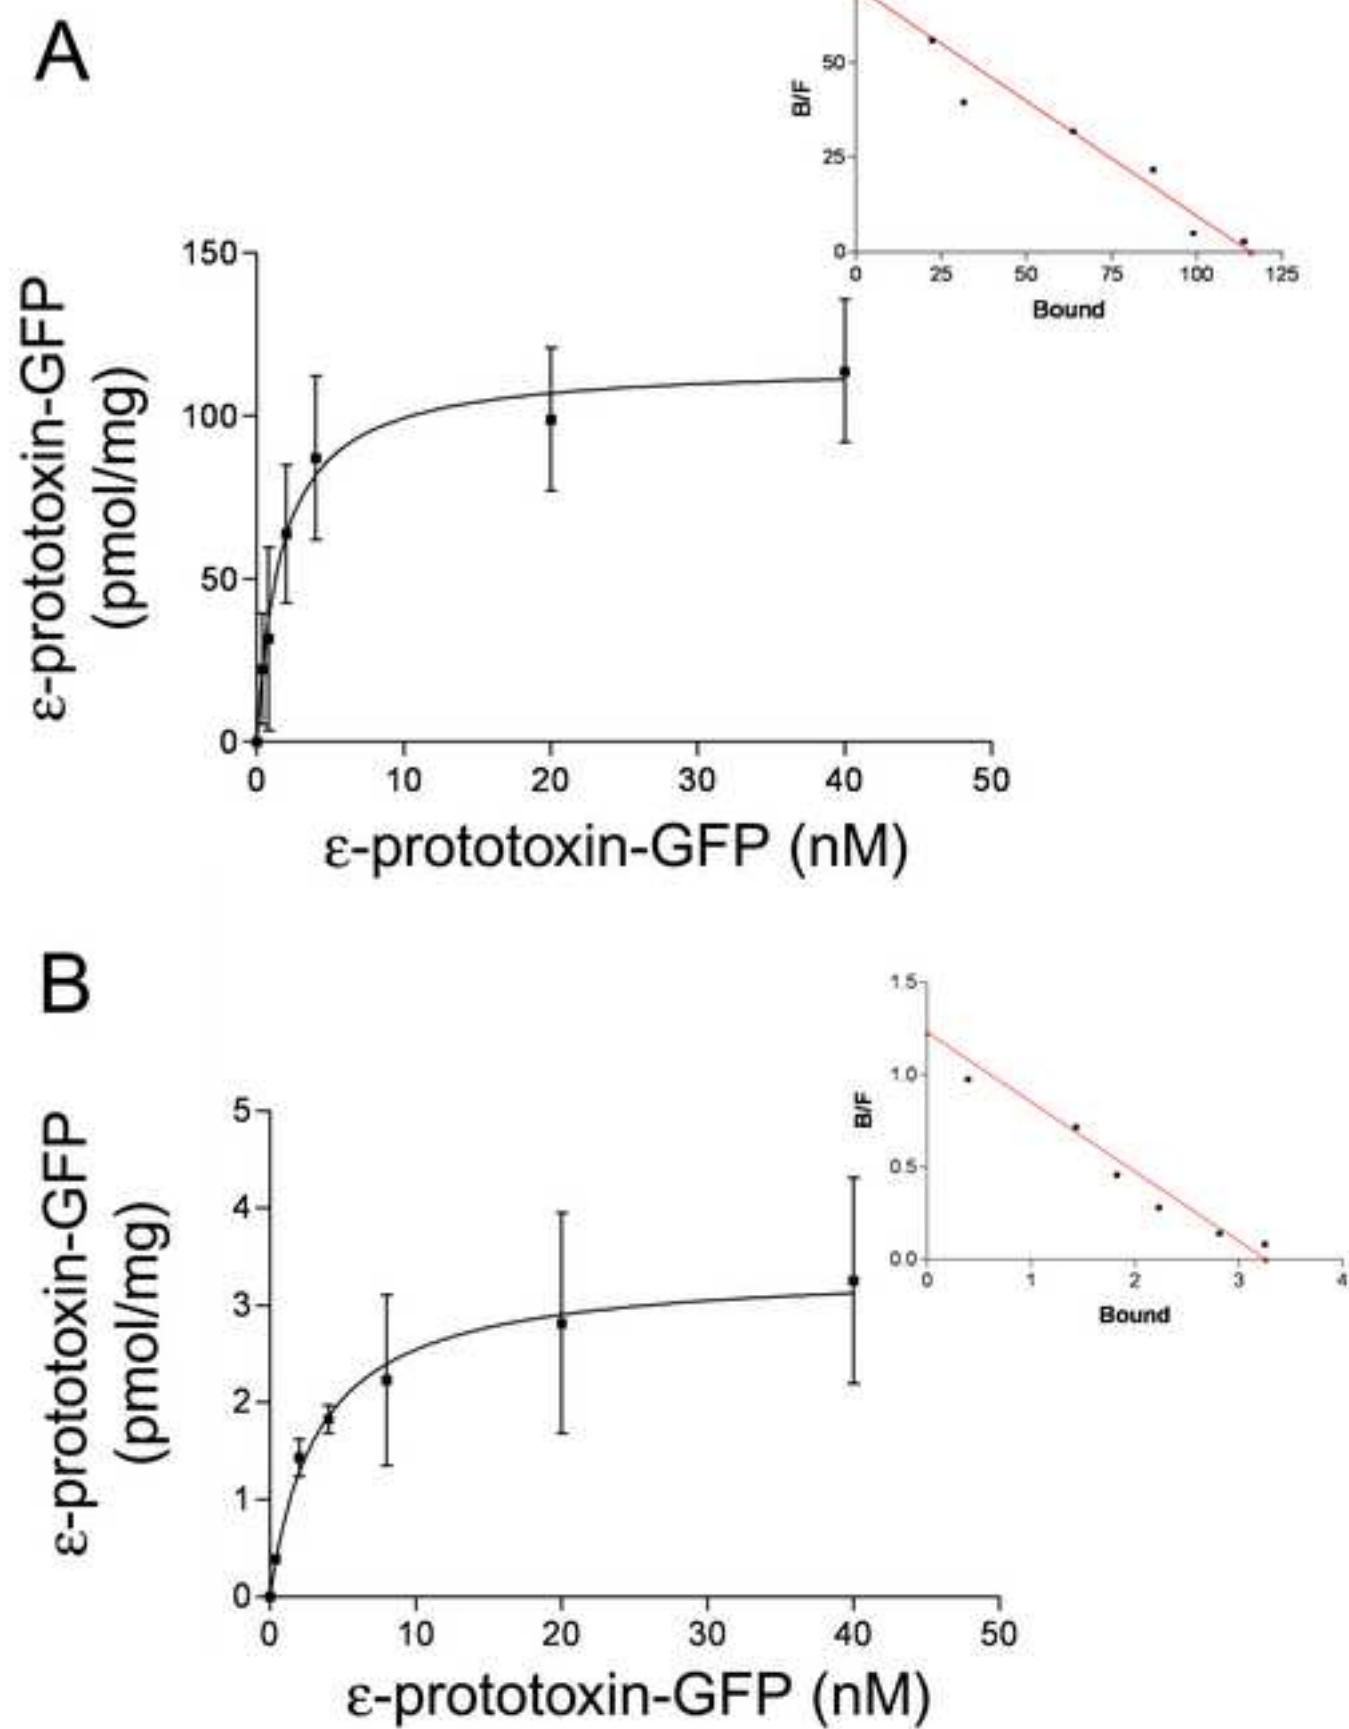 A
50
25
0
B/F
0 25 50 75 100 125
Bound
150
100
50
0
ε-prototoxin-GFP
(pmol/mg)
0 10 20 30 40 50
ε-prototoxin-GFP (nM)
B
1.5
1.0
0.5
0.0
B/F
0 1 2 3 4
Bound
5
4
3
2
1
0
ε-prototoxin-GFP
(pmol/mg)
0 10 20 30 40 50
ε-prototoxin-GFP (nM)